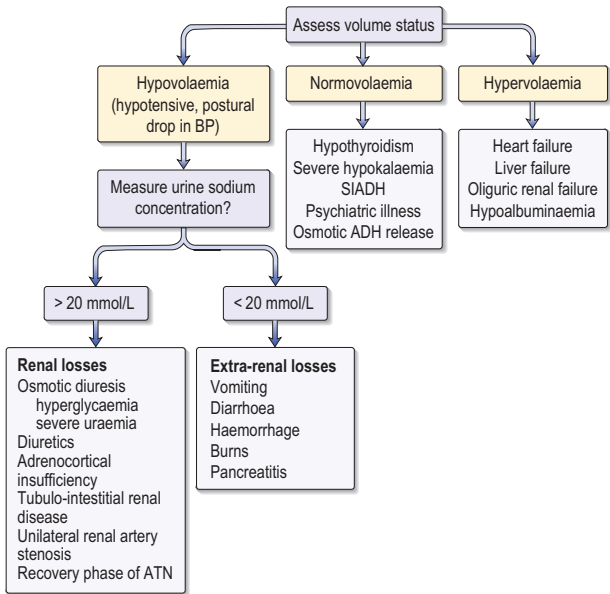 Assess volume status
Hypovolaemia
(hypotensive, postural
drop in BP)
Normovolaemia
Hypervolaemia
Hypothyroidism
Severe hypokalaemia
SIADH
Psychiatric illness
Osmotic ADH release
Heart failure
Liver failure
Oliguric renal failure
Hypoalbuminaemia
Measure urine sodium
concentration?
> 20 mmol/L
< 20 mmol/L
Renal losses
Osmotic diuresis
hyperglycaemia
severe uraemia
Diuretics
Adrenocortical
insufficiency
Tubulo-intestitial renal
disease
Unilateral renal artery
stenosis
Recovery phase of ATN
Extra-renal losses
Vomiting
Diarrhoea
Haemorrhage
Burns
Pancreatitis